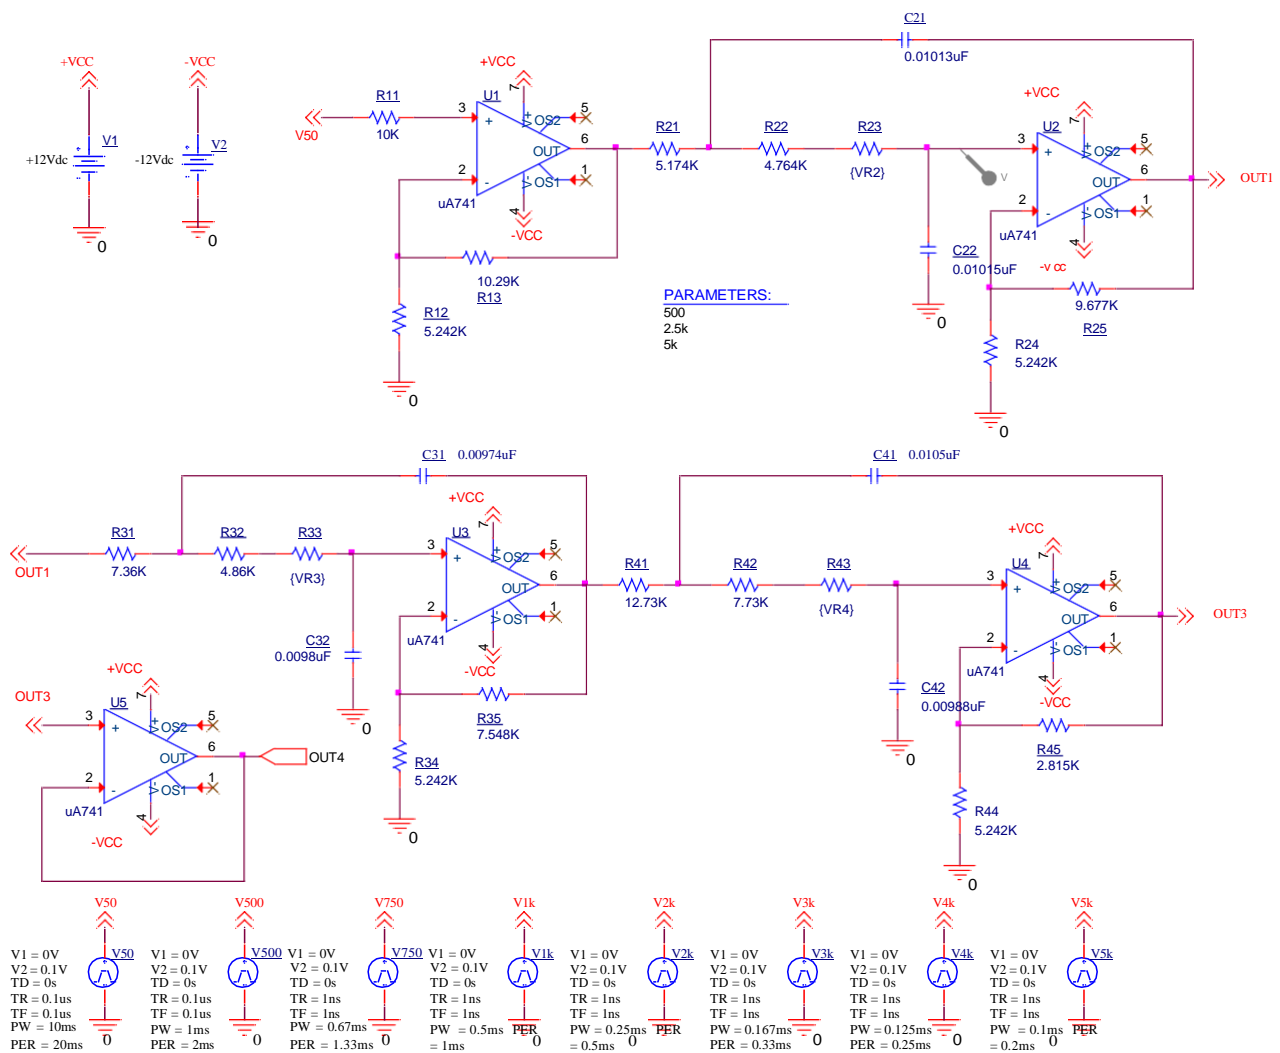 C21
0.01013uF
+VCC
-VCC
+VCC
R11
10K
V50
3
U1
7
V+
OS2
5
+
6
OUT
2
-
V-
OS1
1
4
uA741
-VCC
V1
+12Vdc
0
V2
-12Vdc
0
R21
5.174K
R22
4.764K
R23
{VR2}
V
+VCC
3
U2
7
V+
OS2
5
+
6
OUT
OUT1
2
-
V-
OS1
1
4
uA741
-v cc
C22
0.01015uF
0
10.29K
R13
R12
5.242K
0
PARAMETERS:
500
2.5k
5k
9.677K
R25
R24
5.242K
0
C31 0.00974uF
C41 0.0105uF
OUT1
R31
7.36K
R32
4.86K
R33
{VR3}
+VCC
3
U3
7
V+
OS2
5
+
6
OUT
2
-
V-
OS1
1
4
uA741
-VCC
C32
0.0098uF
0
R35
7.548K
R34
5.242K
0
R41
12.73K
R42
7.73K
R43
{VR4}
+VCC
3
U4
7
V+
OS2
5
+
6
OUT
OUT3
2
-
V-
OS1
1
4
uA741
-VCC
C42
0.00988uF
0
R45
2.815K
R44
5.242K
0
OUT3
+VCC
3
U5
7
V+
OS2
5
+
6
OUT
OUT4
2
-
V-
OS1
1
4
uA741
-VCC
V50
V500
V750
V1k
V2k
V3k
V4k
V5k
V50
V1 = 0V
V2 = 0.1V
TD = 0s
TR = 0.1us
TF = 0.1us
PW = 10ms
PER = 20ms
0
V500
V1 = 0V
V2 = 0.1V
TD = 0s
TR = 0.1us
TF = 0.1us
PW = 1ms
PER = 2ms
0
V750
V1 = 0V
V2 = 0.1V
TD = 0s
TR = 1ns
TF = 1ns
PW = 0.67ms
PER = 1.33ms
0
V1k
V1 = 0V
V2 = 0.1V
TD = 0s
TR = 1ns
TF = 1ns
PW = 0.5ms PER
= 1ms
0
V2k
V1 = 0V
V2 = 0.1V
TD = 0s
TR = 1ns
TF = 1ns
PW = 0.25ms PER
= 0.5ms
0
V3k
V1 = 0V
V2 = 0.1V
TD = 0s
TR = 1ns
TF = 1ns
PW = 0.167ms
PER = 0.33ms
0
V4k
V1 = 0V
V2 = 0.1V
TD = 0s
TR = 1ns
TF = 1ns
PW = 0.125ms
PER = 0.25ms
0
V5k
V1 = 0V
V2 = 0.1V
TD = 0s
TR = 1ns
TF = 1ns
PW = 0.1ms PER
= 0.2ms
0